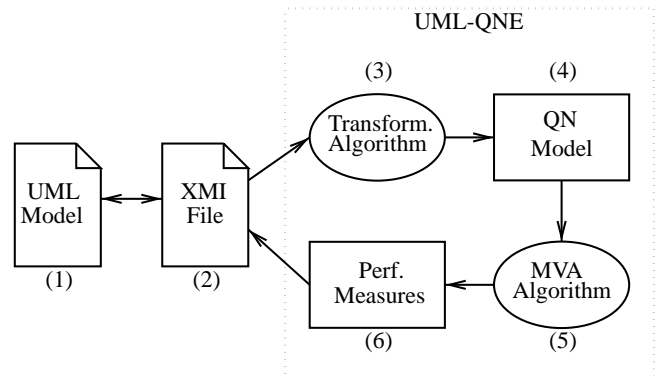 UML-QNE
(3)
(4)
Transform.
Algorithm
QN
Model
UML
Model
XMI
File
(1)
(2)
Perf.
Measures
MVA
Algorithm
(6)
(5)